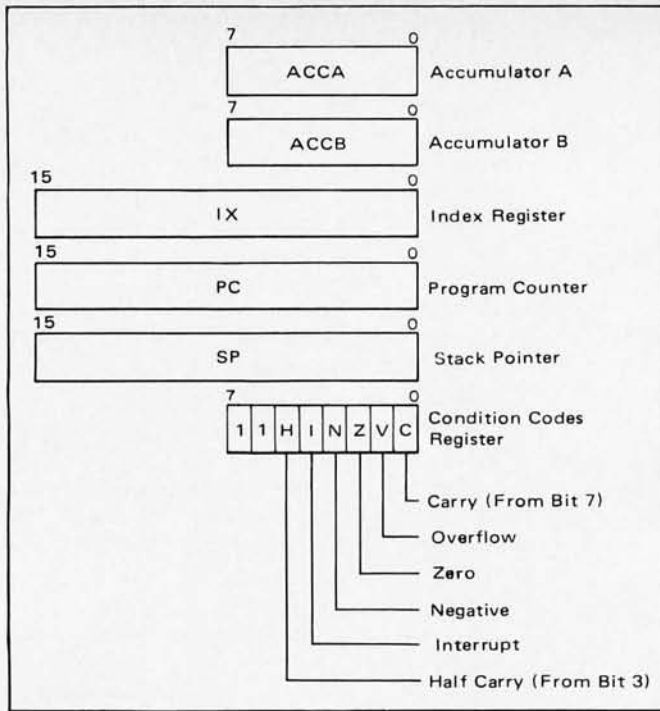 7 0
ACCA Accumulator A
7 0
ACCB Accumulator B
15 0
IX Index Register
15 0
PC Program Counter
15 0
SP Stack Pointer
7 0
1 1 H I N Z V C Condition Codes
Register
Carry (From Bit 7)
Overflow
Zero
Negative
Interrupt
Half Carry (From Bit 3)